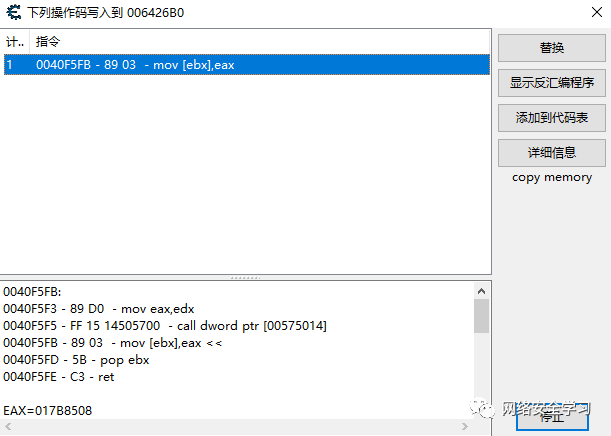 下列操作码写入到 006426B0
计.. 指令
1 0040F5FB - 89 03 - mov [ebx],eax
替换
显示反汇编程序
添加到代码表
详细信息
copy memory
0040F5FB:
0040F5F3 - 89 D0 - mov eax,edx
0040F5F5 - FF 15 14505700 - call dword ptr [00575014]
0040F5FB - 89 03 - mov [ebx],eax <<
0040F5FD - 5B - pop ebx
0040F5FE - C3 - ret
EAX=017B8508
网络安全学习
停止